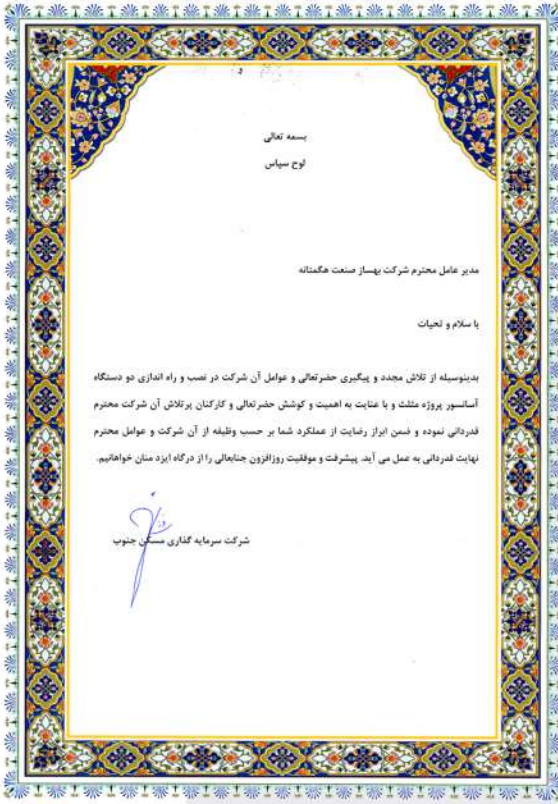 بسمه تعالی
لوح سپاس
مدیر عامل محترم شرکت بهساز صنعت هگمتانه
با سلام و تحیات
بدینوسیله از تلاش مجدد و پیگیری حضرتعالی و عوامل آن شرکت در نصب و راه اندازی دو دستگاه
آسانسور پروژه مثلث و با عنایت به اهمیت و کوشش حضرتعالی و کارکنان پرتلاش آن شرکت محترم
قدردانی نموده و ضمن ابراز رضایت از عملکرد شما بر حسب وظیفه از آن شرکت و عوامل محترم
نهایت قدردانی به عمل می آید. پیشرفت و موفقیت روزافزون جنابعالی را از درگاه ایزد منان خواهانیم.
شرکت سرمایه گذاری مسکن جنوب